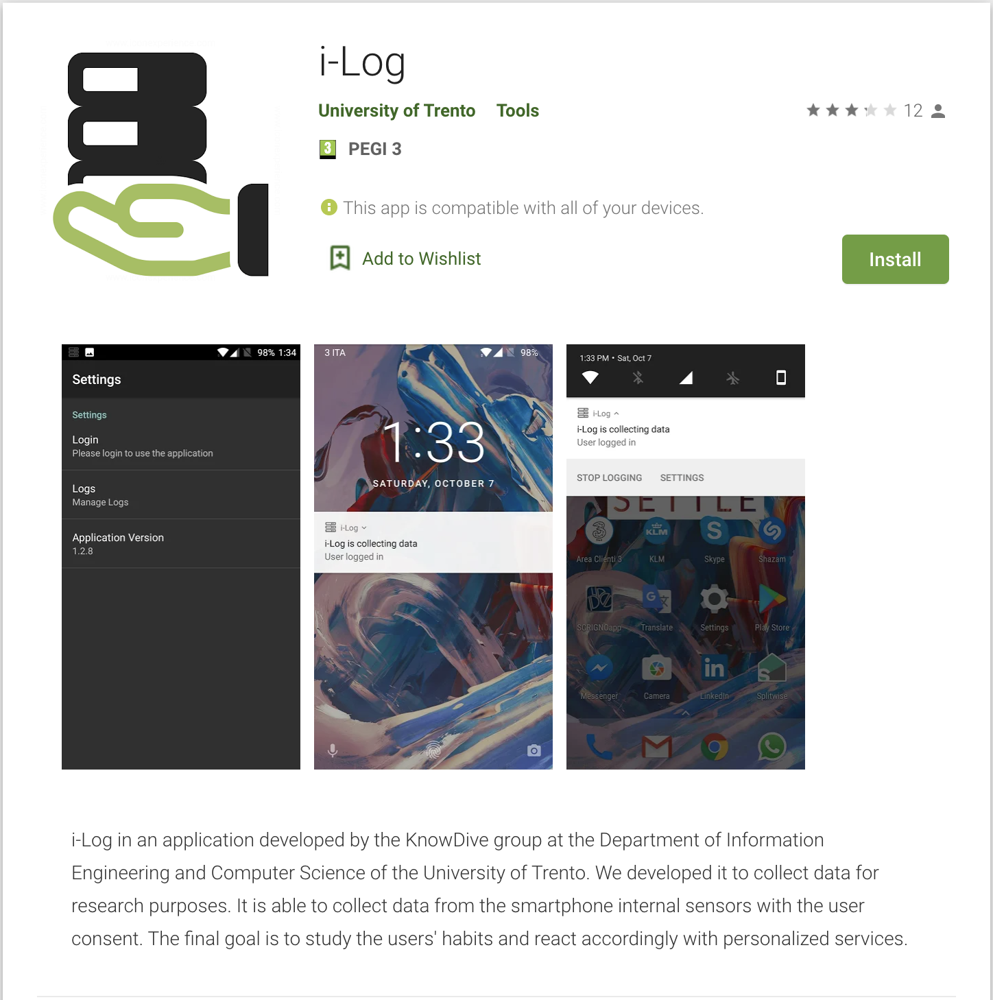 i-Log
University of Trento Tools
12
3 PEGI 3
This app is compatible with all of your devices.
Add to Wishlist
Install
98% 1:34
Settings
Settings
Login
Please login to use the application
Logs
Manage Logs
Application Version
1.2.8
3 ITA 98%
1:33
SATURDAY, OCTOBER 7
i-Log
i-Log is collecting data
User logged in
1:33 PM • Sat, Oct 7
i-Log
i-Log is collecting data
User logged in
STOP LOGGING SETTINGS
SETTLE
3
KLM
Area Clienti 3 KLM Skype Shazam
SCRIGNOapp Translate Settings Play Store
Messenger Camera LinkedIn Splitwise
i-Log in an application developed by the KnowDive group at the Department of Information
Engineering and Computer Science of the University of Trento. We developed it to collect data for
research purposes. It is able to collect data from the smartphone internal sensors with the user
consent. The final goal is to study the users' habits and react accordingly with personalized services.